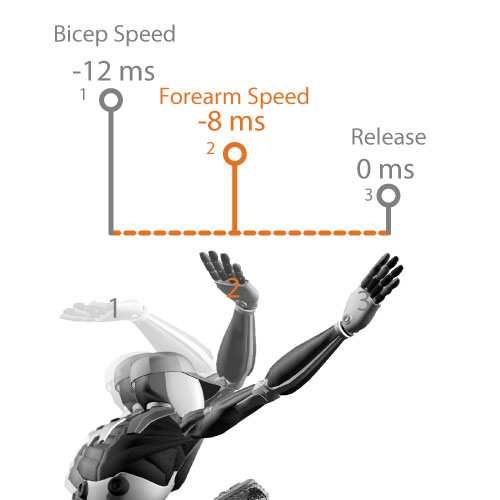 Bicep Speed
-12 ms
1
Forearm Speed
-8 ms
2
Release
0 ms
3
1
2
3